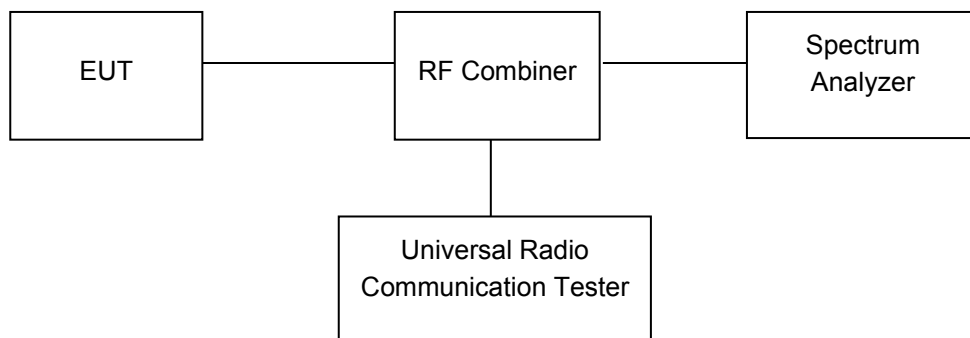 EUT
RF Combiner
Spectrum
Analyzer
Universal Radio
Communication Tester